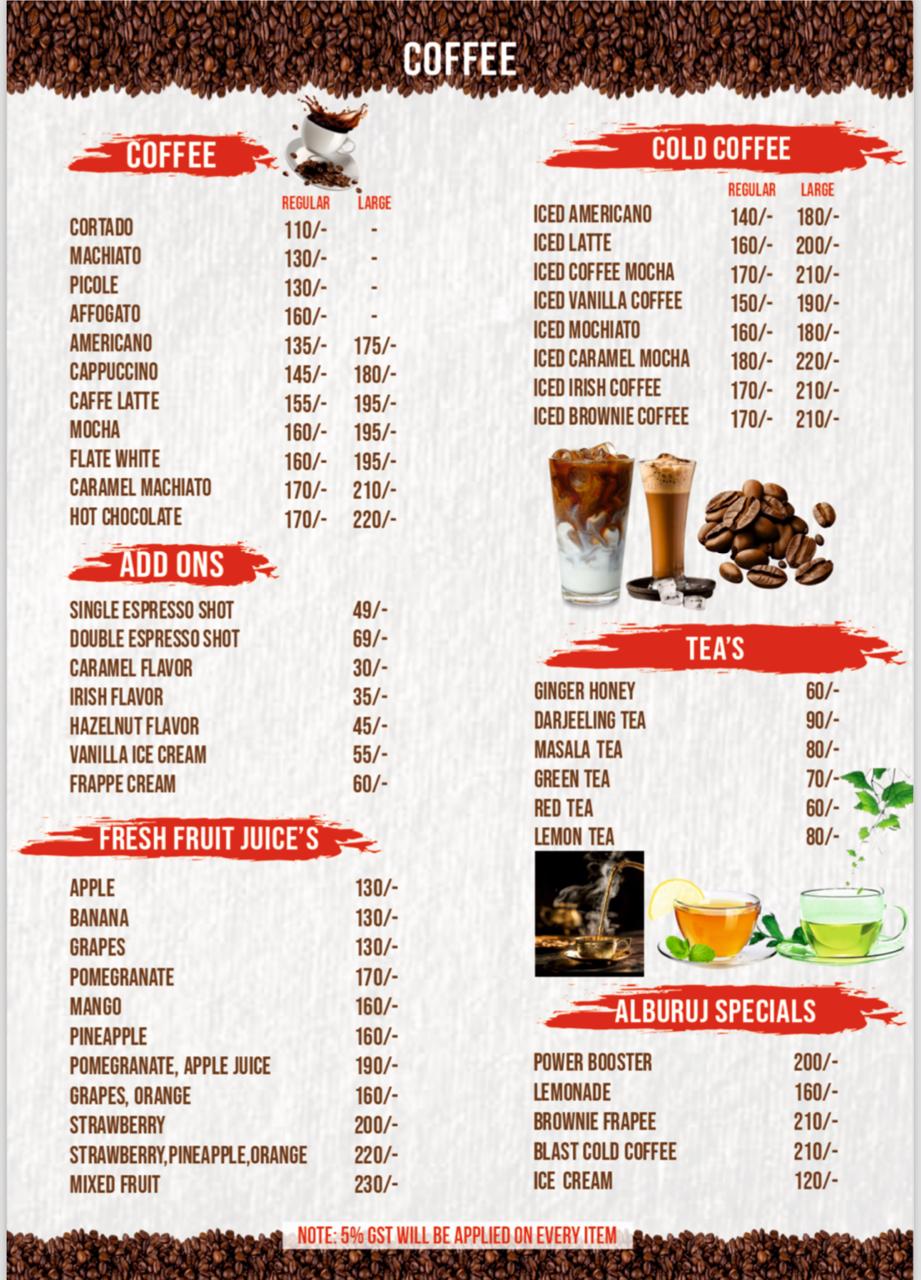 COFFEE
COFFEE
REGULAR LARGE
CORTADO 110/- -
MACHIATO 130/- -
PICOLE 130/- -
AFFOGATO 160/- -
AMERICANO 135/- 175/-
CAPPUCCINO 145/- 180/-
CAFFE LATTE 155/- 195/-
MOCHA 160/- 195/-
FLATE WHITE 160/- 195/-
CARAMEL MACHIATO 170/- 210/-
HOT CHOCOLATE 170/- 220/-
ADD ONS
SINGLE ESPRESSO SHOT 49/-
DOUBLE ESPRESSO SHOT 69/-
CARAMEL FLAVOR 30/-
IRISH FLAVOR 35/-
HAZELNUT FLAVOR 45/-
VANILLA ICE CREAM 55/-
FRAPPE CREAM 60/-
FRESH FRUIT JUICE'S
APPLE 130/-
BANANA 130/-
GRAPES 130/-
POMEGRANATE 170/-
MANGO 160/-
PINEAPPLE 160/-
POMEGRANATE, APPLE JUICE 190/-
GRAPES, ORANGE 160/-
STRAWBERRY 200/-
STRAWBERRY,PINEAPPLE,ORANGE 220/-
MIXED FRUIT 230/-
COLD COFFEE
REGULAR LARGE
ICED AMERICANO 140/- 180/-
ICED LATTE 160/- 200/-
ICED COFFEE MOCHA 170/- 210/-
ICED VANILLA COFFEE 150/- 190/-
ICED MOCHIATO 160/- 180/-
ICED CARAMEL MOCHA 180/- 220/-
ICED IRISH COFFEE 170/- 210/-
ICED BROWNIE COFFEE 170/- 210/-
TEA'S
GINGER HONEY 60/-
DARJEELING TEA 90/-
MASALA TEA 80/-
GREEN TEA 70/-
RED TEA 60/-
LEMON TEA 80/-
ALBURUJ SPECIALS
POWER BOOSTER 200/-
LEMONADE 160/-
BROWNIE FRAPEE 210/-
BLAST COLD COFFEE 210/-
ICE CREAM 120/-
NOTE: 5% GST WILL BE APPLIED ON EVERY ITEM